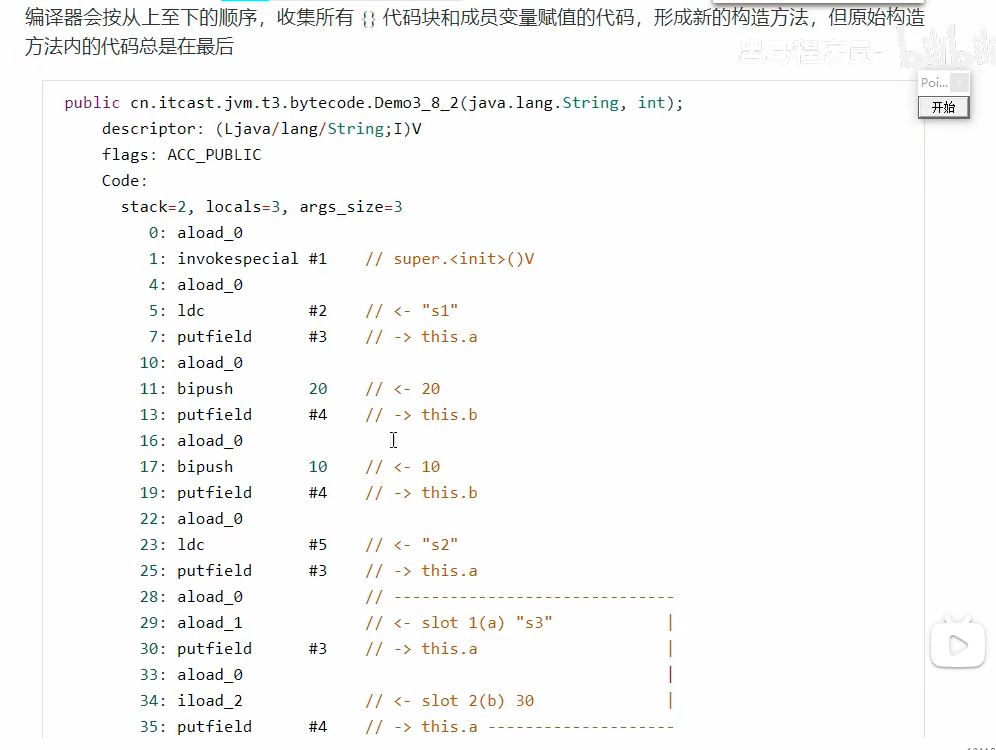 编译器会按从上至下的顺序，收集所有 {} 代码块和成员变量赋值的代码，形成新的构造方法，但原始构造
方法内的代码总是在最后
黑马程序员- bilibili
Poi... ×
开始
public cn.itcast.jvm.t3.bytecode.Demo3_8_2(java.lang.String, int);
descriptor: (Ljava/lang/String;I)V
flags: ACC_PUBLIC
Code:
stack=2, locals=3, args_size=3
0: aload_0
1: invokespecial #1 // super.<init>()V
4: aload_0
5: ldc #2 // <- "s1"
7: putfield #3 // -> this.a
10: aload_0
11: bipush 20 // <- 20
13: putfield #4 // -> this.b
16: aload_0
17: bipush 10 // <- 10
19: putfield #4 // -> this.b
22: aload_0
23: ldc #5 // <- "s2"
25: putfield #3 // -> this.a
28: aload_0 // ------------------------------
29: aload_1 // <- slot 1(a) "s3" |
30: putfield #3 // -> this.a |
33: aload_0 |
34: iload_2 // <- slot 2(b) 30 |
35: putfield #4 // -> this.a --------------------